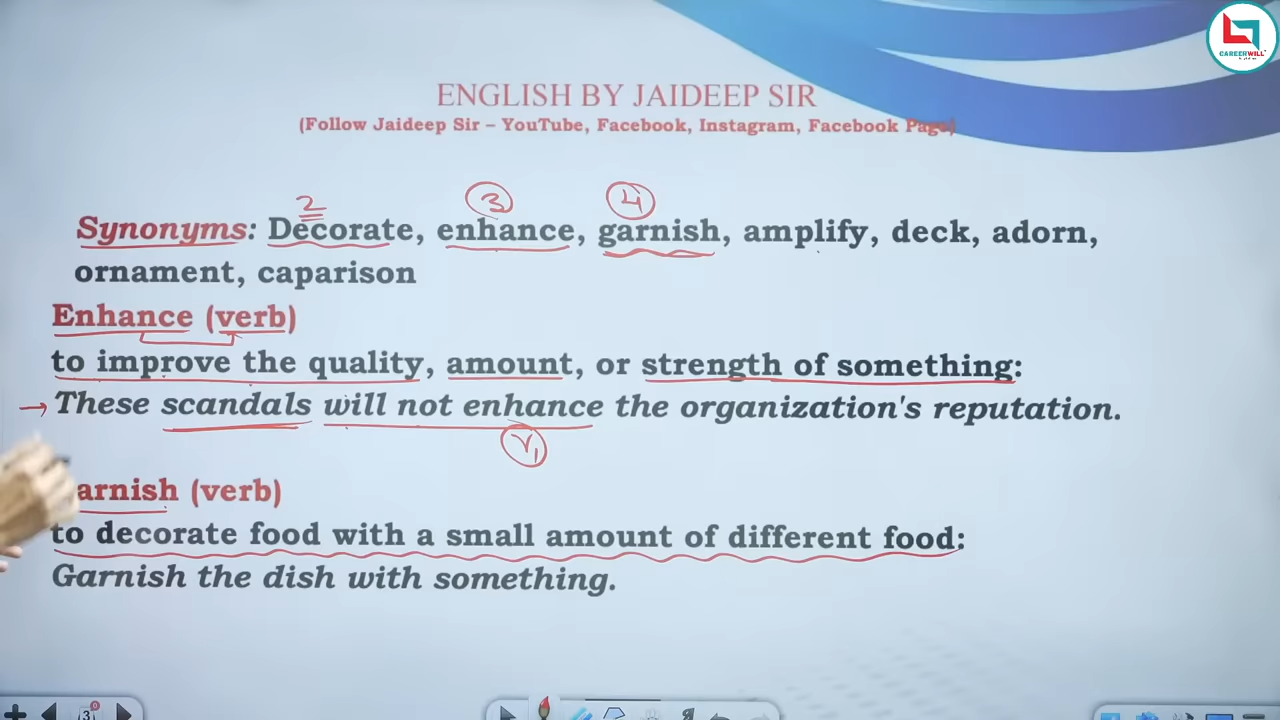 CAREERWILL
ENGLISH BY JAIDEEP SIR
(Follow Jaideep Sir – YouTube, Facebook, Instagram, Facebook Page)
2 3 4
Synonyms: Decorate, enhance, garnish, amplify, deck, adorn,
ornament, caparison
Enhance (verb)
to improve the quality, amount, or strength of something:
These scandals will not enhance the organization's reputation.
V1
arnish (verb)
to decorate food with a small amount of different food:
Garnish the dish with something.
3